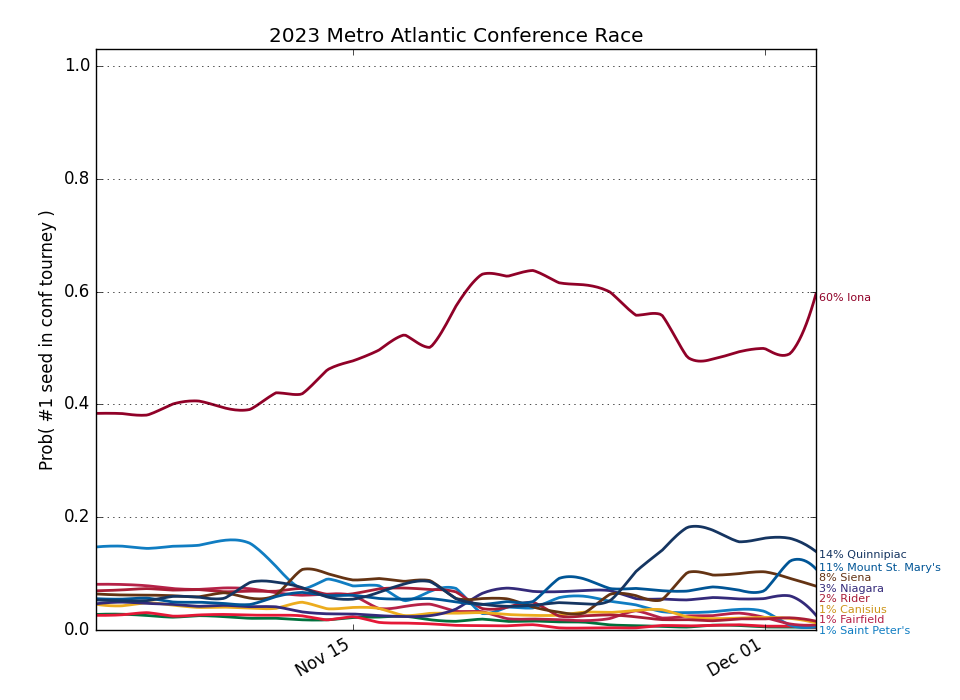 2023 Metro Atlantic Conference Race
Prob( #1 seed in conf tourney )
1.0
0.8
0.6
0.4
0.2
0.0
Nov 15
Dec 01
60% Iona
14% Quinnipiac
11% Mount St. Mary's
8% Siena
3% Niagara
2% Rider
1% Canisius
1% Fairfield
1% Saint Peter's